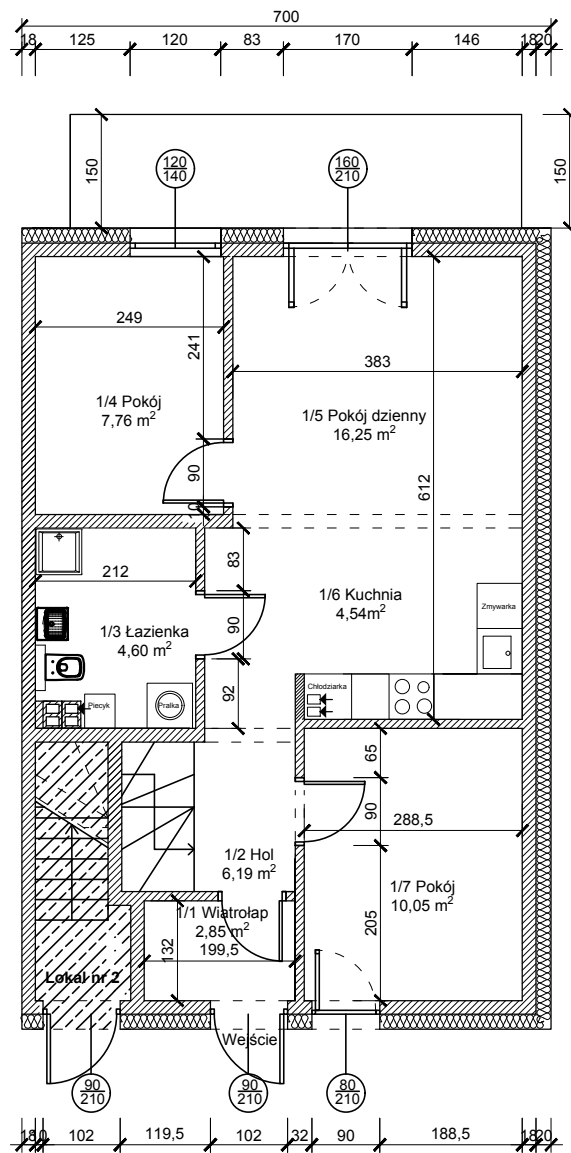 700
18 125 120 83 170 146 18 20
150 150
120
140
160
210
249
241
383
1/4 Pokój
7,76 m²
1/5 Pokój dzienny
16,25 m²
90
10
612
83
212
1/6 Kuchnia
4,54m²
Zmywarka
1/3 Łazienka
4,60 m²
90
92
Chłodziarka
Piecyk
Pralka
65
90
288,5
1/2 Hol
6,19 m²
1/7 Pokój
10,05 m²
1/1 Wiatrołap
2,85 m²
132
199,5
205
Lokal nr 2
Wejście
90
210
90
210
80
210
102 119,5 102 32 90 188,5 18 20